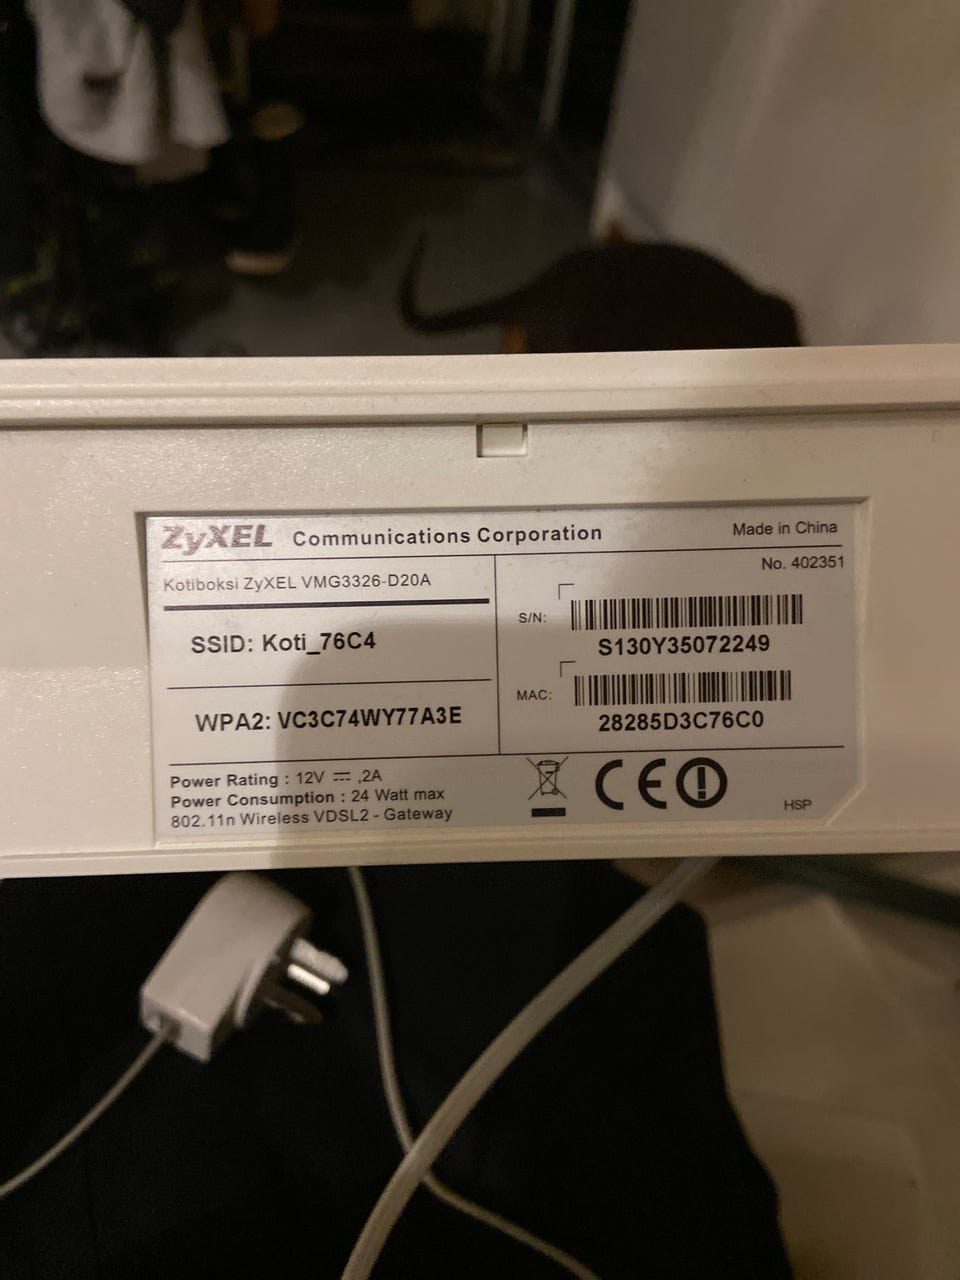 ZyXEL Communications Corporation
Made in China
No. 402351
Kotiboksi ZyXEL VMG3326-D20A
SSID: Koti_76C4
WPA2: VC3C74WY77A3E
S/N:
S130Y35072249
MAC:
28285D3C76C0
Power Rating : 12V ⎓ ,2A
Power Consumption : 24 Watt max
802.11n Wireless VDSL2 - Gateway
CE
HSP